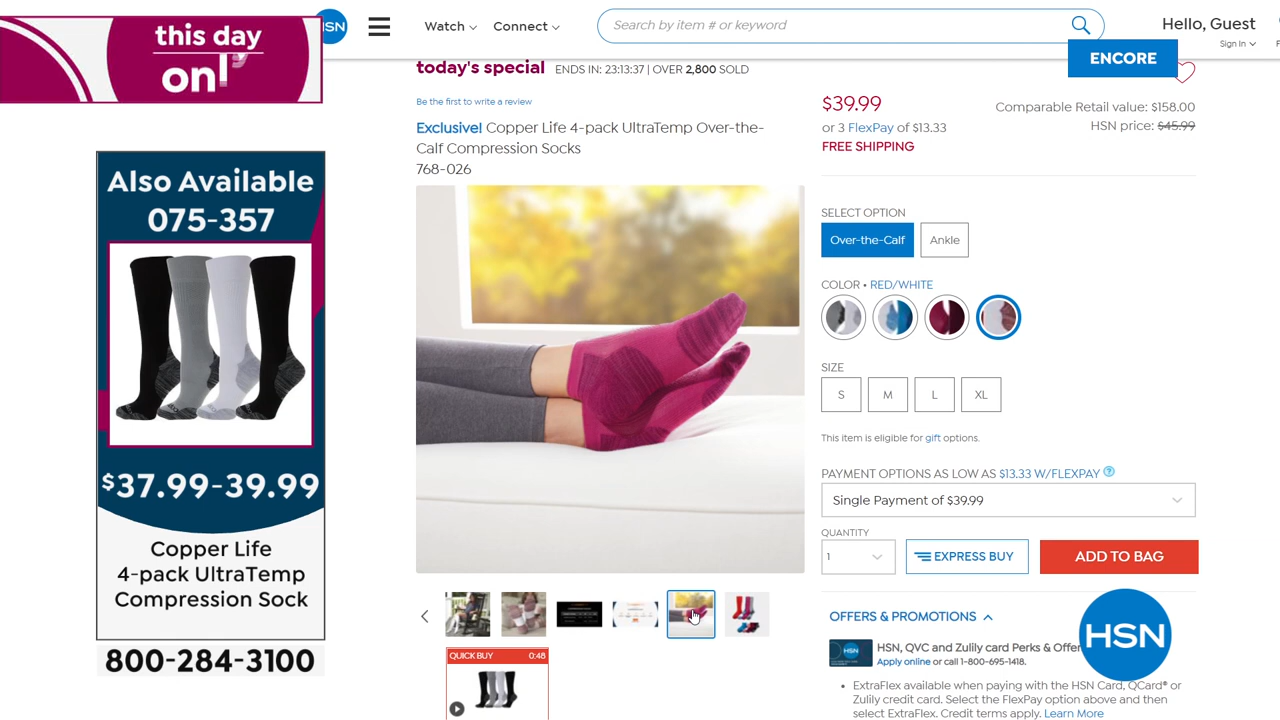 this day
only
Also Available
075-357
$37.99-39.99
Copper Life
4-pack UltraTemp
Compression Sock
800-284-3100
HSN
Watch
Connect
Search by item # or keyword
Hello, Guest
Sign In
ENCORE
today's special ENDS IN: 23:13:37 | OVER 2,800 SOLD
Be the first to write a review
Exclusive! Copper Life 4-pack UltraTemp Over-the-
Calf Compression Socks
768-026
$39.99
Comparable Retail value: $158.00
or 3 FlexPay of $13.33
HSN price: $45.99
FREE SHIPPING
SELECT OPTION
Over-the-Calf
Ankle
COLOR • RED/WHITE
SIZE
S
M
L
XL
This item is eligible for gift options.
PAYMENT OPTIONS AS LOW AS $13.33 W/FLEXPAY ?
Single Payment of $39.99
QUANTITY
1
EXPRESS BUY
ADD TO BAG
OFFERS & PROMOTIONS
HSN
HSN, QVC and Zulily card Perks & Offer
Apply online or call 1-800-695-1418.
• ExtraFlex available when paying with the HSN Card, QCard® or
Zulily credit card. Select the FlexPay option above and then
select ExtraFlex. Credit terms apply. Learn More
HSN
QUICK BUY 0:48